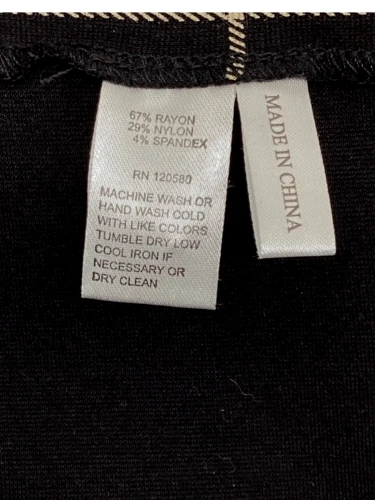 67% RAYON
29% NYLON
4% SPANDEX
RN 120580
MACHINE WASH OR
HAND WASH COLD
WITH LIKE COLORS
TUMBLE DRY LOW
COOL IRON IF
NECESSARY OR
DRY CLEAN
MADE IN CHINA